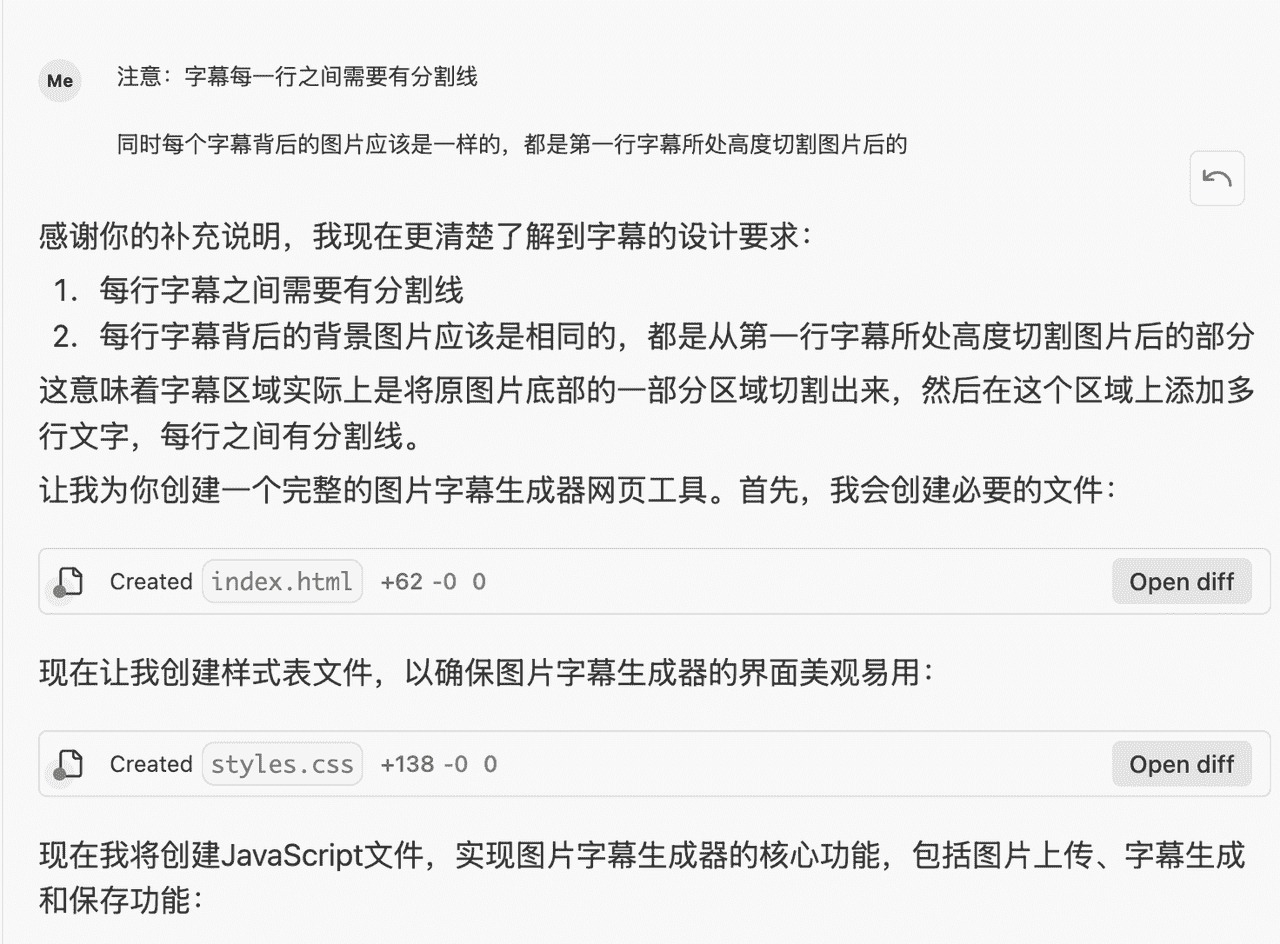 Me
注意：字幕每一行之间需要有分割线
同时每个字幕背后的图片应该是一样的，都是第一行字幕所处高度切割图片后的
感谢你的补充说明，我现在更清楚了解到字幕的设计要求：
1. 每行字幕之间需要有分割线
2. 每行字幕背后的背景图片应该是相同的，都是从第一行字幕所处高度切割图片后的部分
这意味着字幕区域实际上是将原图片底部的一部分区域切割出来，然后在这个区域上添加多
行文字，每行之间有分割线。
让我为你创建一个完整的图片字幕生成器网页工具。首先，我会创建必要的文件：
Created index.html +62 -0 0 Open diff
现在让我创建样式表文件，以确保图片字幕生成器的界面美观易用：
Created styles.css +138 -0 0 Open diff
现在我将创建JavaScript文件，实现图片字幕生成器的核心功能，包括图片上传、字幕生成
和保存功能：